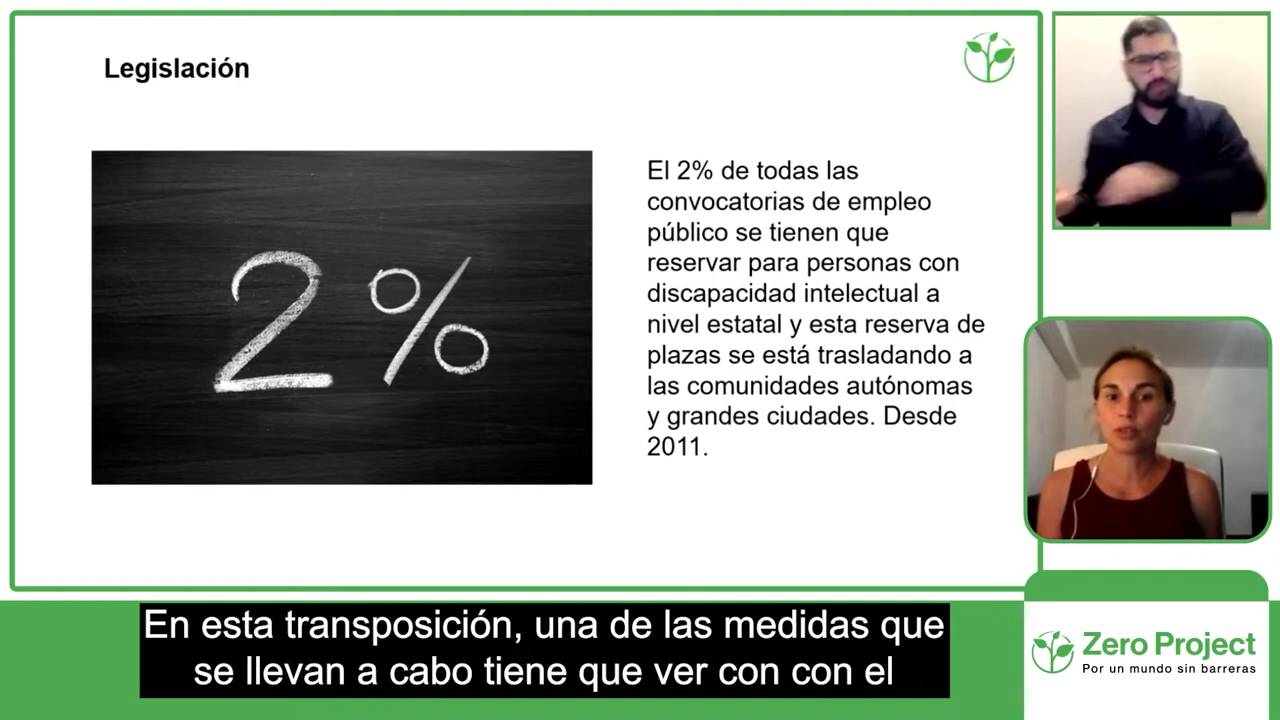 Legislación
2%
El 2% de todas las
convocatorias de empleo
público se tienen que
reservar para personas con
discapacidad intelectual a
nivel estatal y esta reserva de
plazas se está trasladando a
las comunidades autónomas
y grandes ciudades. Desde
2011.
En esta transposición, una de las medidas que
se llevan a cabo tiene que ver con con el
Zero Project
Por un mundo sin barreras